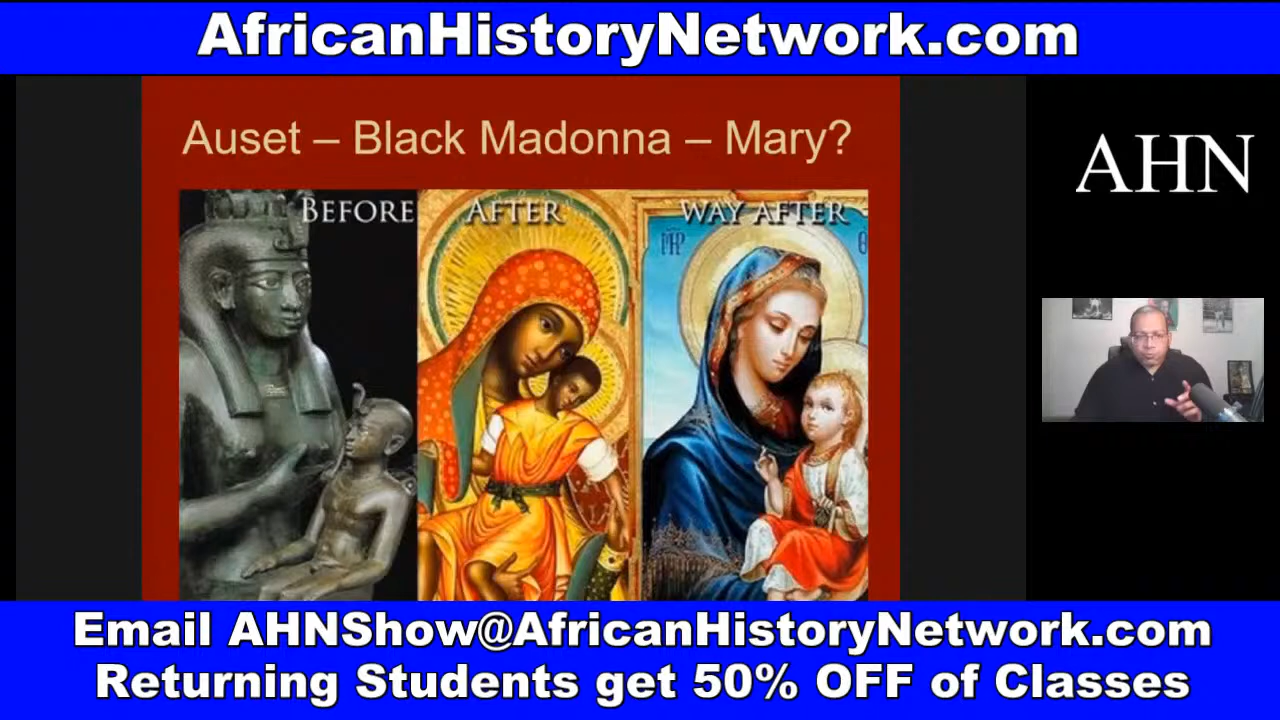 AfricanHistoryNetwork.com
Auset – Black Madonna – Mary?
BEFORE
AFTER
WAY AFTER
AHN
Email AHNShow@AfricanHistoryNetwork.com
Returning Students get 50% OFF of Classes